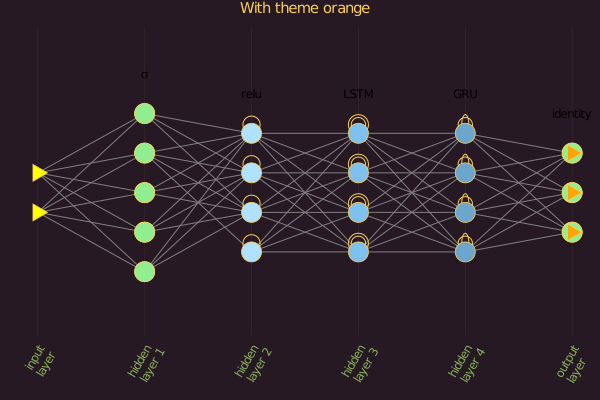 With theme orange
σ
relu
LSTM
GRU
identity
input
layer
hidden
layer 1
hidden
layer 2
hidden
layer 3
hidden
layer 4
output
layer